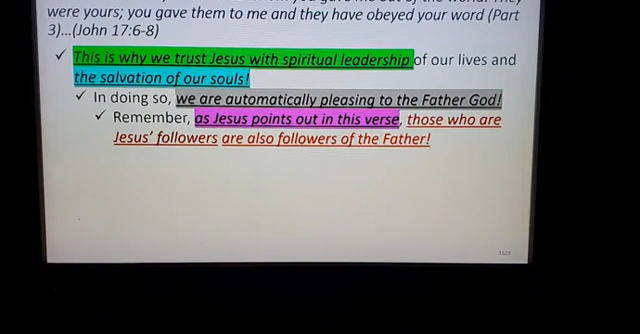 were yours; you gave them to me and they have obeyed your word (Part
3)...(John 17:6-8)
✓ This is why we trust Jesus with spiritual leadership of our lives and
the salvation of our souls!
✓ In doing so, we are automatically pleasing to the Father God!
✓ Remember, as Jesus points out in this verse, those who are
Jesus’ followers are also followers of the Father!